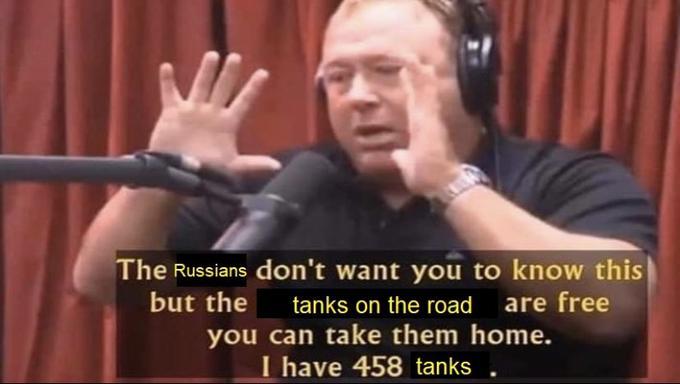 The Russians don't want you to know this
but the tanks on the road are free
you can take them home.
I have 458 tanks .